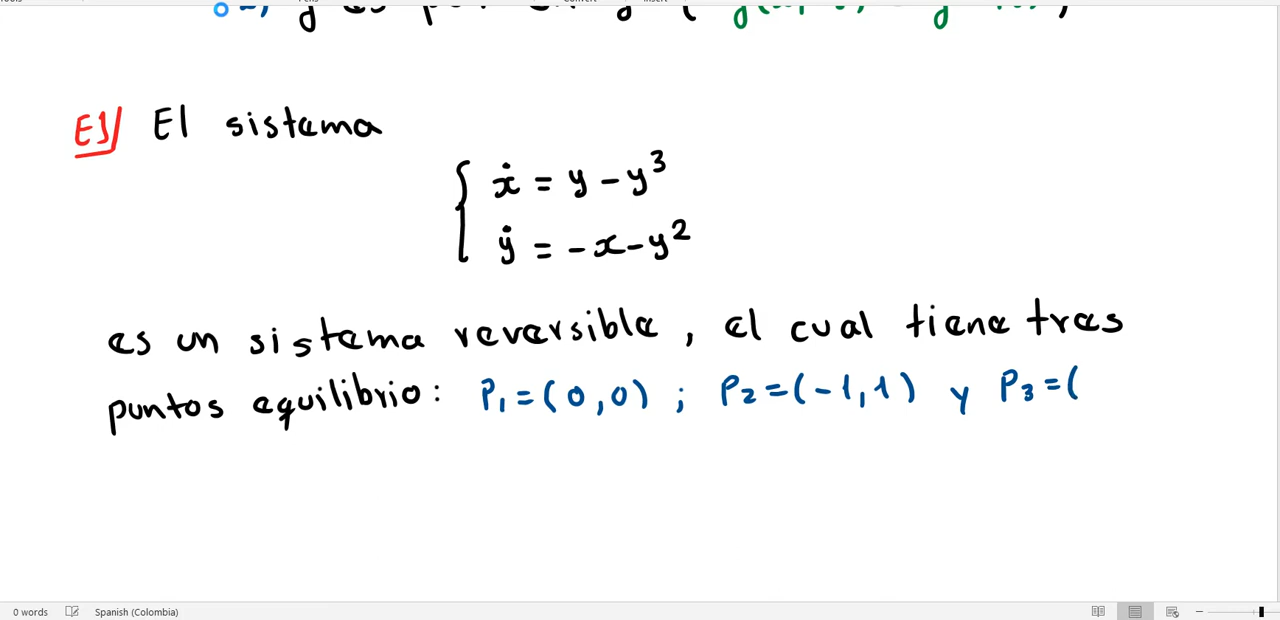 E1/ El sistema
ẋ = y - y³
ẏ = -x - y²
es un sistema reversible, el cual tiene tres
puntos equilibrio: P₁=(0,0) ; P₂=(-1,1) y P₃=(
0 words Spanish (Colombia)